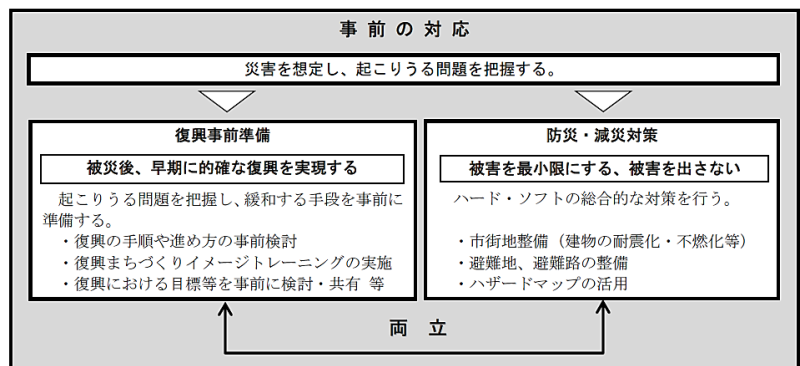 事前の対応
災害を想定し、起こりうる問題を把握する。
復興事前準備
被災後、早期に的確な復興を実現する
起こりうる問題を把握し、緩和する手段を事前に
準備する。
・復興の手順や進め方の事前検討
・復興まちづくりイメージトレーニングの実施
・復興における目標等を事前に検討・共有 等
防災・減災対策
被害を最小限にする、被害を出さない
ハード・ソフトの総合的な対策を行う。
・市街地整備（建物の耐震化・不燃化等）
・避難地、避難路の整備
・ハザードマップの活用
両立